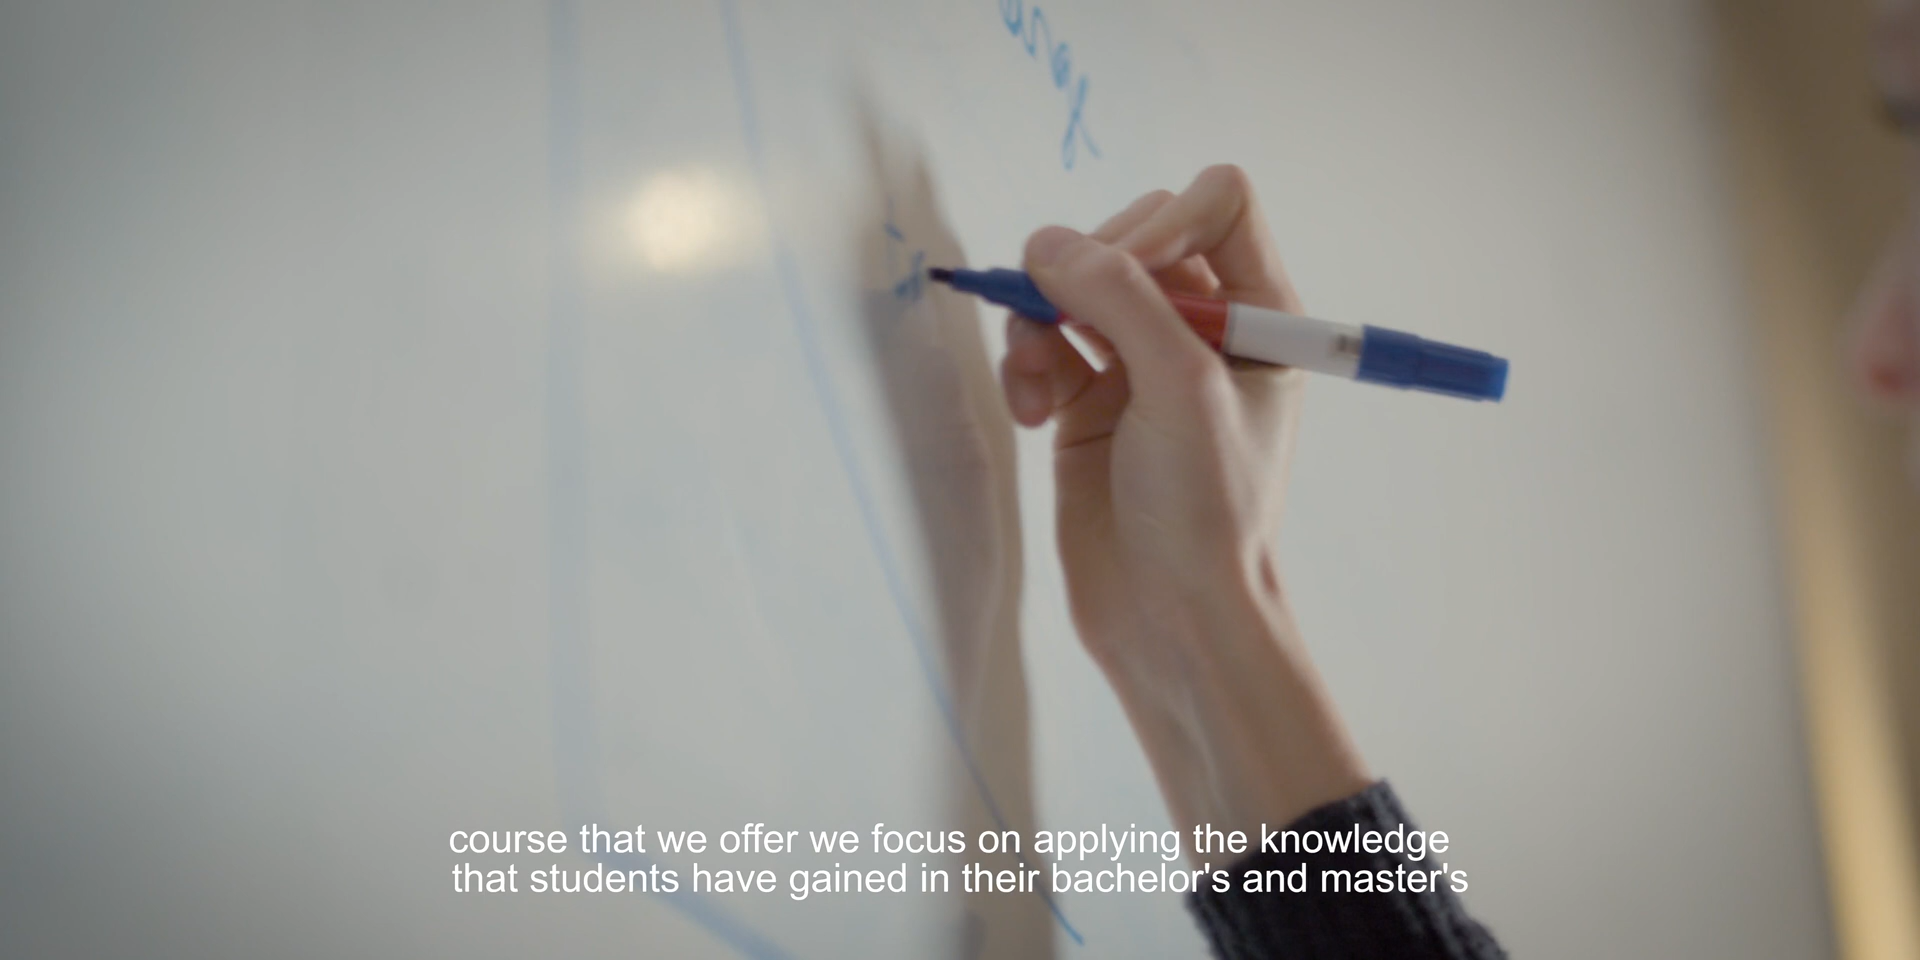 course that we offer we focus on applying the knowledge
that students have gained in their bachelor's and master's